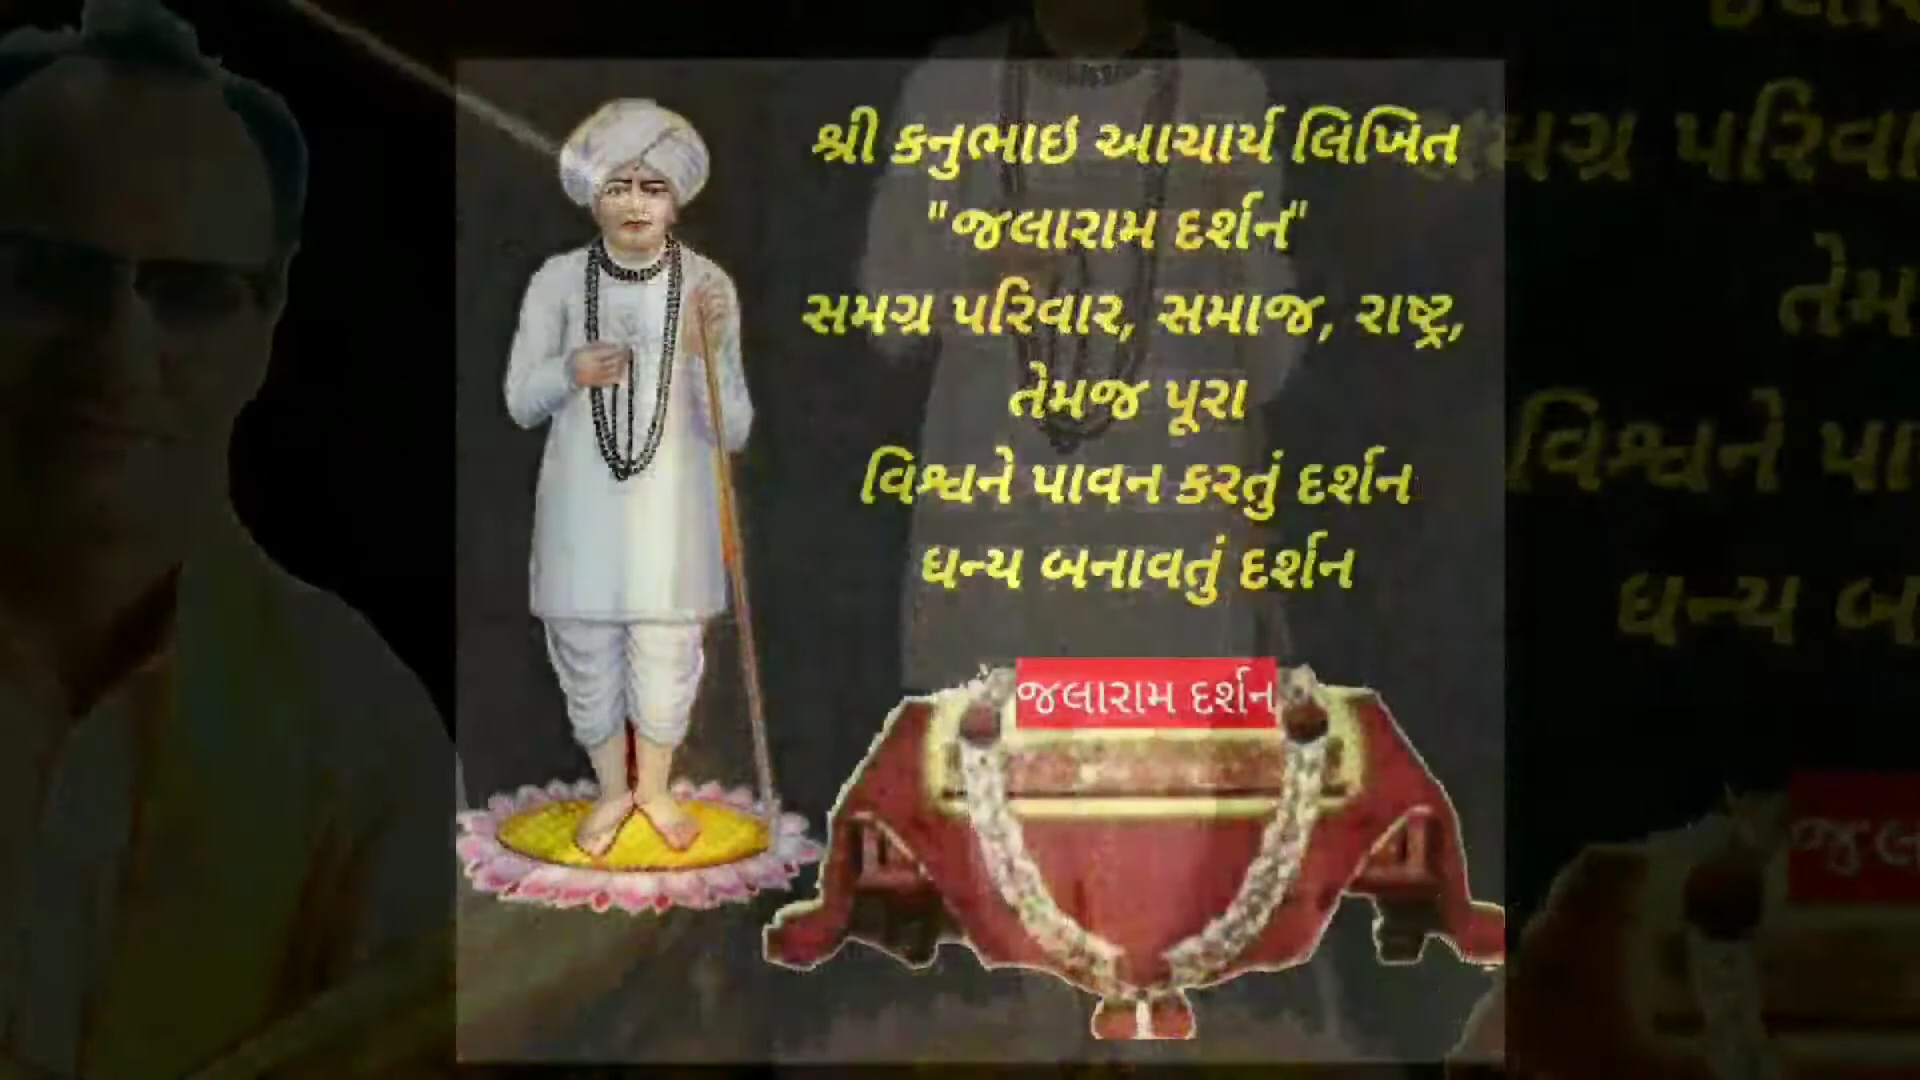 શ્રી કનુભાઇ આચાર્ય લિખિત
"જલારામ દર્શન"
સમગ્ર પરિવાર, સમાજ, રાષ્ટ્ર,
તેમજ પૂરા
વિશ્વને પાવન કરતું દર્શન
ધન્ય બનાવતું દર્શન
જલારામ દર્શન